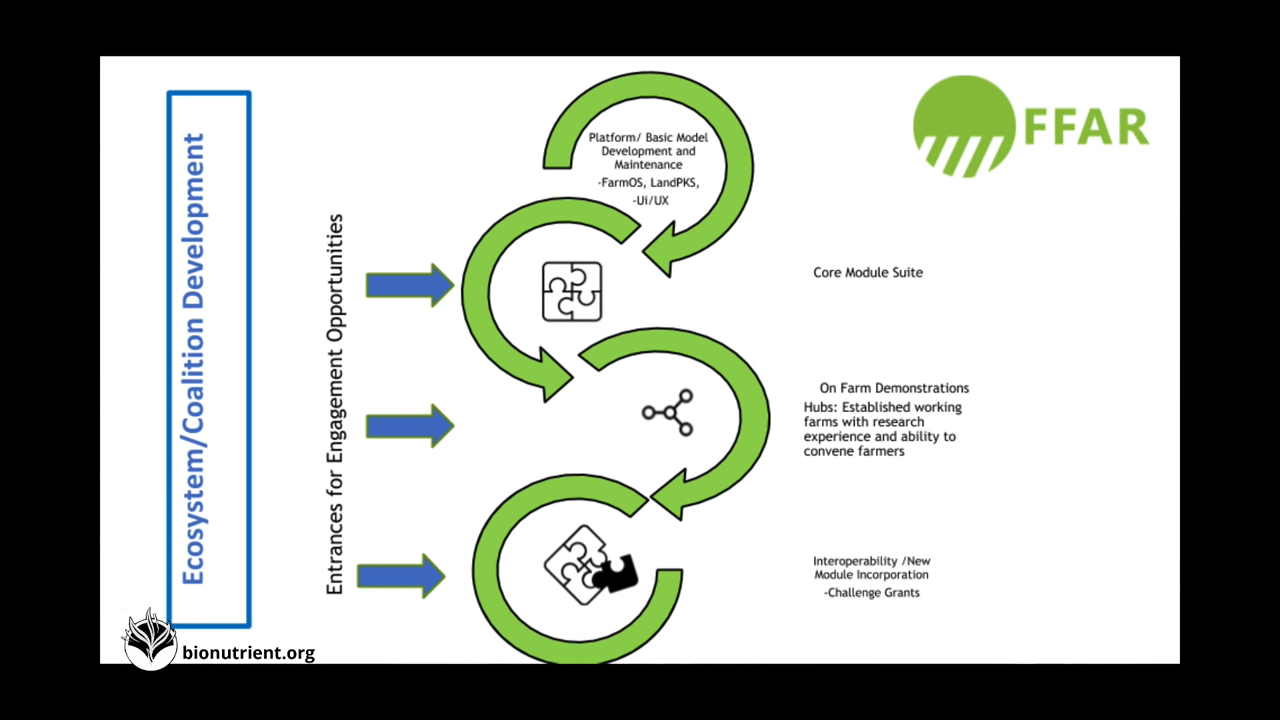 Ecosystem/Coalition Development
Entrances for Engagement Opportunities
Platform/ Basic Model
Development and
Maintenance
-FarmOS, LandPKS,
-Ui/UX
FFAR
Core Module Suite
On Farm Demonstrations
Hubs: Established working
farms with research
experience and ability to
convene farmers
Interoperability /New
Module Incorporation
-Challenge Grants
bionutrient.org